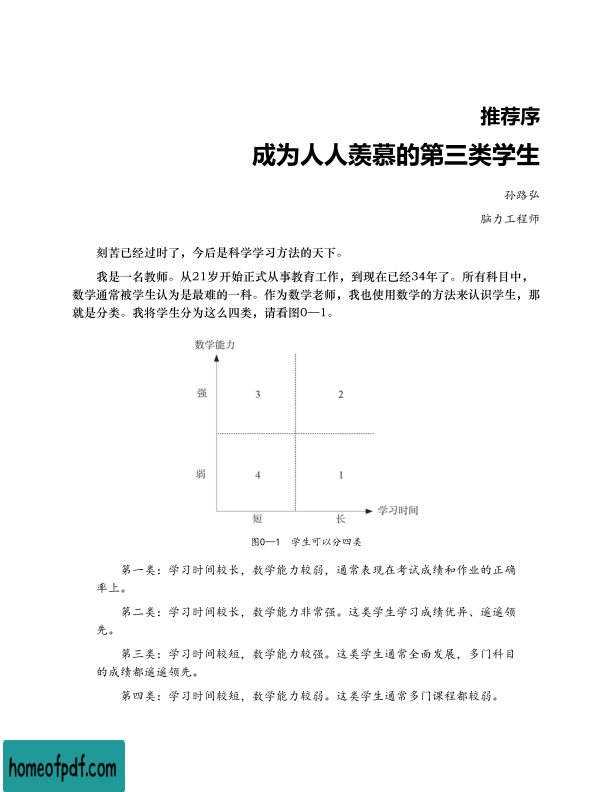 推荐序
成为人人羡慕的第三类学生
孙路弘
脑力工程师
刻苦已经过时了，今后是科学学习方法的天下。
我是一名教师。从21岁开始正式从事教育工作，到现在已经34年了。所有科目中，
数学通常被学生认为是最难的一科。作为数学老师，我也使用数学的方法来认识学生，那
就是分类。我将学生分为这么四类，请看图0—1。
数学能力
强
3
2
弱
4
1
学习时间
短
长
图0—1 学生可以分四类
第一类：学习时间较长，数学能力较弱，通常表现在考试成绩和作业的正确
率上。
第二类：学习时间较长，数学能力非常强。这类学生学习成绩优异、遥遥领
先。
第三类：学习时间较短，数学能力较强。这类学生通常全面发展，多门科目
的成绩都遥遥领先。
第四类：学习时间较短，数学能力较弱。这类学生通常多门课程都较弱。
homeofpdf.com